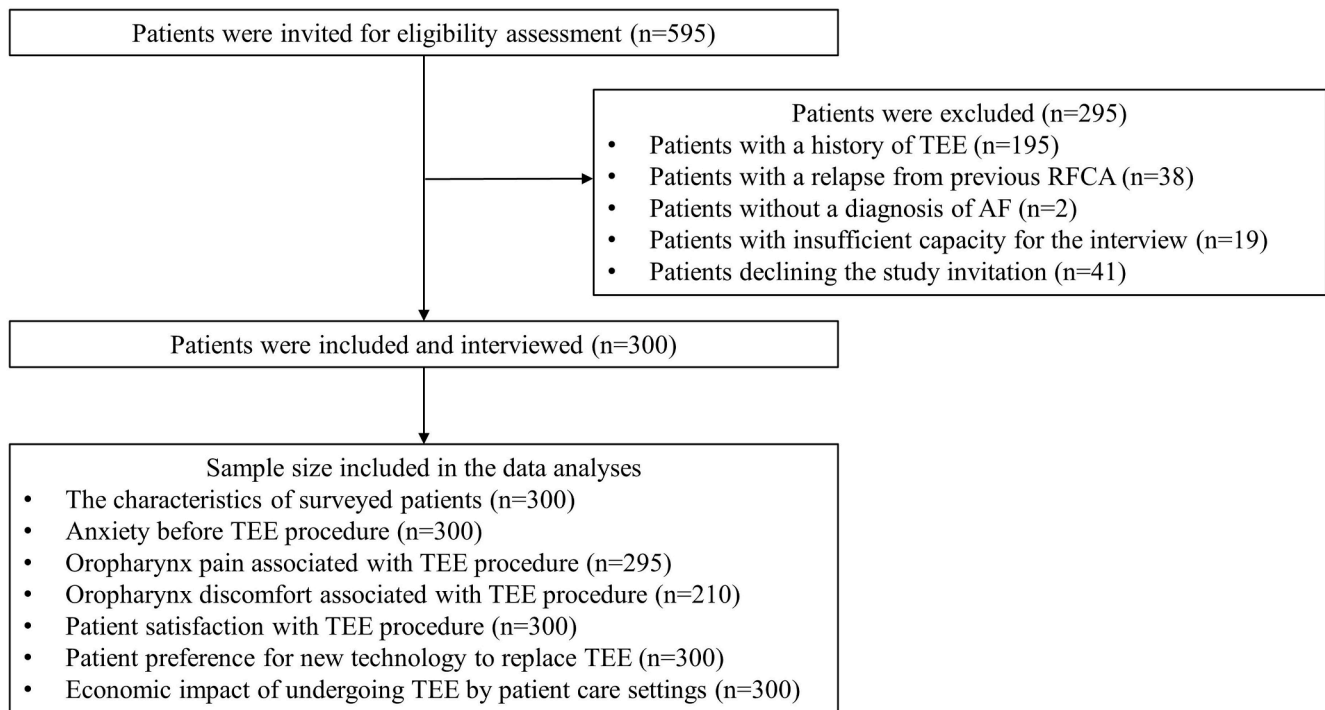 Patients were invited for eligibility assessment (n=595)
Patients were excluded (n=295)
• Patients with a history of TEE (n=195)
• Patients with a relapse from previous RFCA (n=38)
• Patients without a diagnosis of AF (n=2)
• Patients with insufficient capacity for the interview (n=19)
• Patients declining the study invitation (n=41)
Patients were included and interviewed (n=300)
Sample size included in the data analyses
• The characteristics of surveyed patients (n=300)
• Anxiety before TEE procedure (n=300)
• Oropharynx pain associated with TEE procedure (n=295)
• Oropharynx discomfort associated with TEE procedure (n=210)
• Patient satisfaction with TEE procedure (n=300)
• Patient preference for new technology to replace TEE (n=300)
• Economic impact of undergoing TEE by patient care settings (n=300)